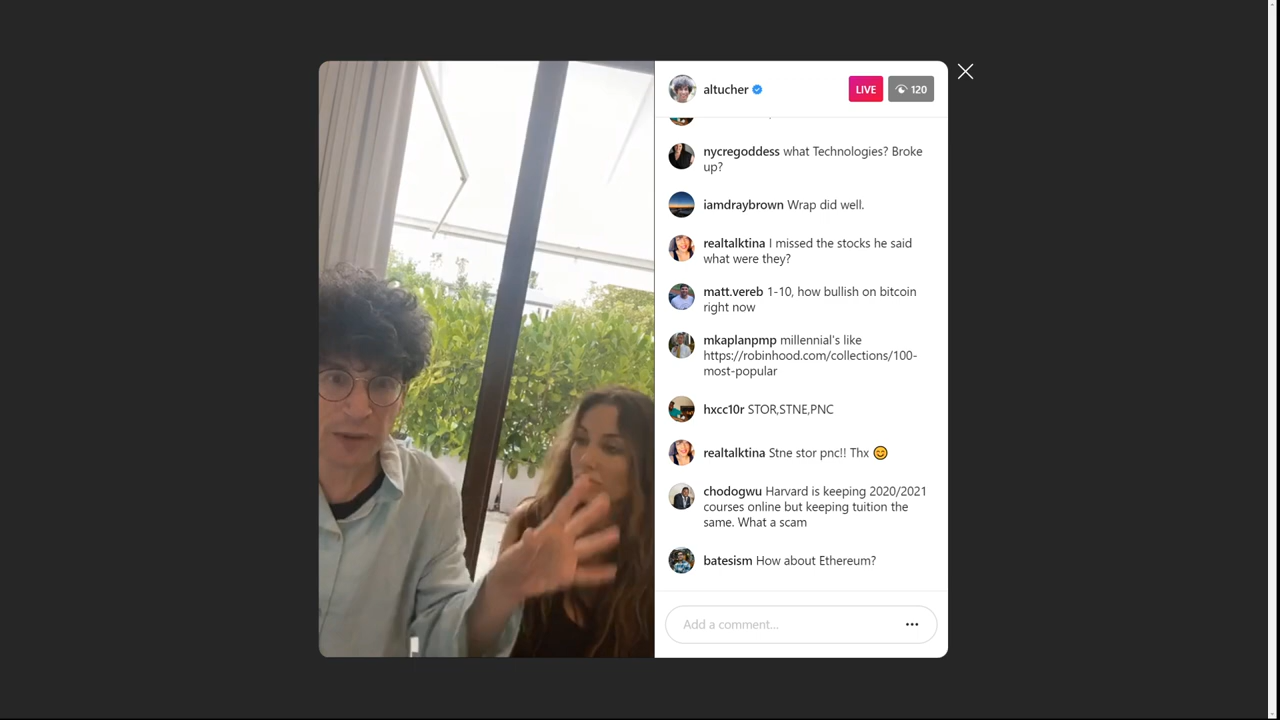 altucher
LIVE
120
nycregoddess what Technologies? Broke
up?
iamdraybrown Wrap did well.
realtalktina I missed the stocks he said
what were they?
matt.vereb 1-10, how bullish on bitcoin
right now
mkaplanpmp millennial's like
https://robinhood.com/collections/100-
most-popular
hxcc10r STOR,STNE,PNC
realtalktina Stne stor pnc!! Thx 😊
chodogwu Harvard is keeping 2020/2021
courses online but keeping tuition the
same. What a scam
batesism How about Ethereum?
Add a comment...